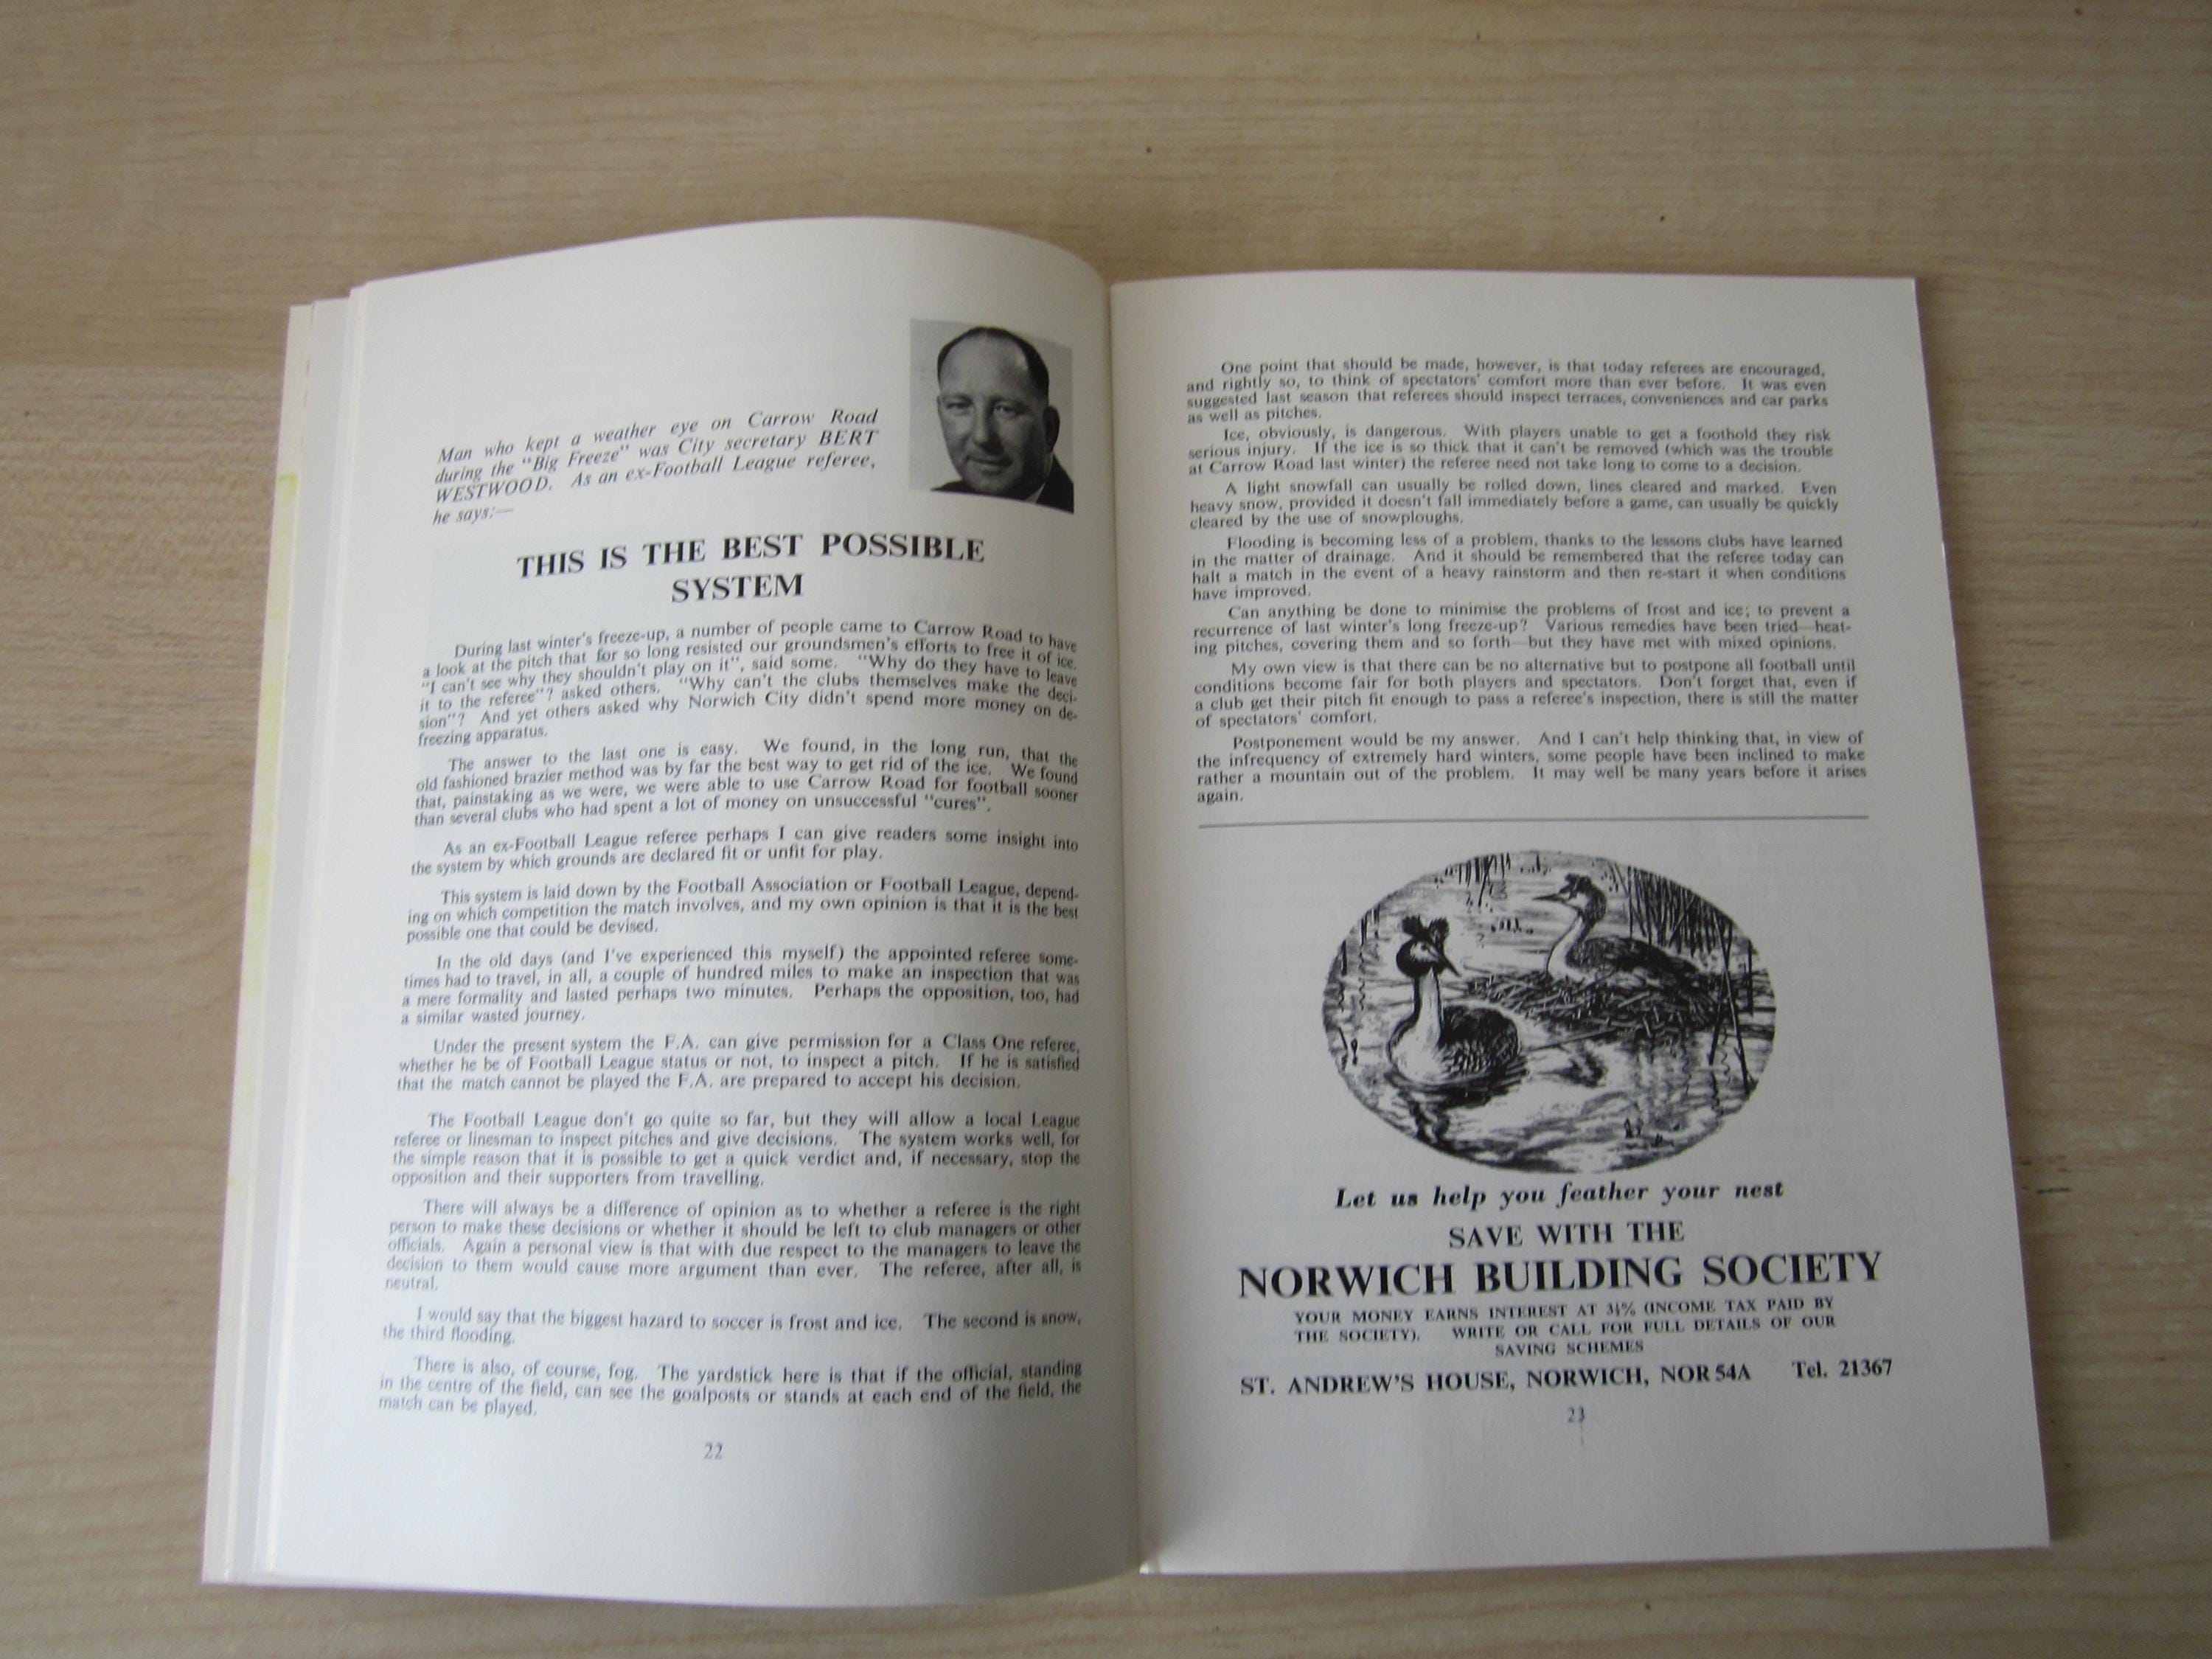 Man who kept a weather eye on Carrow Road
during the "Big Freeze" was City secretary BERT
WESTWOOD. As an ex-Football League referee,
he says:—
THIS IS THE BEST POSSIBLE
SYSTEM
During last winter's freeze-up, a number of people came to Carrow Road to have
a look at the pitch that for so long resisted our groundsmen's efforts to free it of ice.
"I can't see why they shouldn't play on it", said some. "Why do they have to leave
it to the referee"? asked others. "Why can't the clubs themselves make the deci-
sion"? And yet others asked why Norwich City didn't spend more money on de-
freezing apparatus.
The answer to the last one is easy. We found, in the long run, that the
old fashioned brazier method was by far the best way to get rid of the ice. We found
that, painstaking as we were, we were able to use Carrow Road for football sooner
than several clubs who had spent a lot of money on unsuccessful "cures".
As an ex-Football League referee perhaps I can give readers some insight into
the system by which grounds are declared fit or unfit for play.
This system is laid down by the Football Association or Football League, depend-
ing on which competition the match involves, and my own opinion is that it is the best
possible one that could be devised.
In the old days (and I've experienced this myself) the appointed referee some-
times had to travel, in all, a couple of hundred miles to make an inspection that was
a mere formality and lasted perhaps two minutes. Perhaps the opposition, too, had
a similar wasted journey.
Under the present system the F.A. can give permission for a Class One referee,
whether he be of Football League status or not, to inspect a pitch. If he is satisfied
that the match cannot be played the F.A. are prepared to accept his decision.
The Football League don't go quite so far, but they will allow a local League
referee or linesman to inspect pitches and give decisions. The system works well, for
the simple reason that it is possible to get a quick verdict and, if necessary, stop the
opposition and their supporters from travelling.
There will always be a difference of opinion as to whether a referee is the right
person to make these decisions or whether it should be left to club managers or other
officials. Again a personal view is that with due respect to the managers to leave the
decision to them would cause more argument than ever. The referee, after all, is
neutral.
I would say that the biggest hazard to soccer is frost and ice. The second is snow,
the third flooding.
There is also, of course, fog. The yardstick here is that if the official, standing
in the centre of the field, can see the goalposts or stands at each end of the field, the
match can be played.
22
One point that should be made, however, is that today referees are encouraged,
and rightly so, to think of spectators' comfort more than ever before. It was even
suggested last season that referees should inspect terraces, conveniences and car parks
as well as pitches.
Ice, obviously, is dangerous. With players unable to get a foothold they risk
serious injury. If the ice is so thick that it can't be removed (which was the trouble
at Carrow Road last winter) the referee need not take long to come to a decision.
A light snowfall can usually be rolled down, lines cleared and marked. Even
heavy snow, provided it doesn't fall immediately before a game, can usually be quickly
cleared by the use of snowploughs.
Flooding is becoming less of a problem, thanks to the lessons clubs have learned
in the matter of drainage. And it should be remembered that the referee today can
halt a match in the event of a heavy rainstorm and then re-start it when conditions
have improved.
Can anything be done to minimise the problems of frost and ice; to prevent a
recurrence of last winter's long freeze-up? Various remedies have been tried—heat-
ing pitches, covering them and so forth—but they have met with mixed opinions.
My own view is that there can be no alternative but to postpone all football until
conditions become fair for both players and spectators. Don't forget that, even if
a club get their pitch fit enough to pass a referee's inspection, there is still the matter
of spectators' comfort.
Postponement would be my answer. And I can't help thinking that, in view of
the infrequency of extremely hard winters, some people have been inclined to make
rather a mountain out of the problem. It may well be many years before it arises
again.
Let us help you feather your nest
SAVE WITH THE
NORWICH BUILDING SOCIETY
YOUR MONEY EARNS INTEREST AT 3½% (INCOME TAX PAID BY
THE SOCIETY). WRITE OR CALL FOR FULL DETAILS OF OUR
SAVING SCHEMES
ST. ANDREW'S HOUSE, NORWICH, NOR 54A Tel. 21367
23